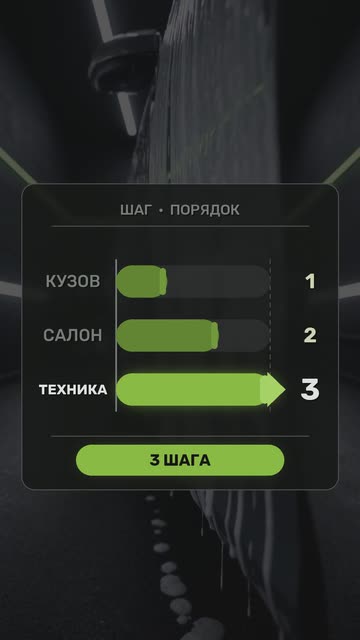 ШАГ • ПОРЯДОК
КУЗОВ 1
САЛОН 2
ТЕХНИКА 3
3 ШАГА